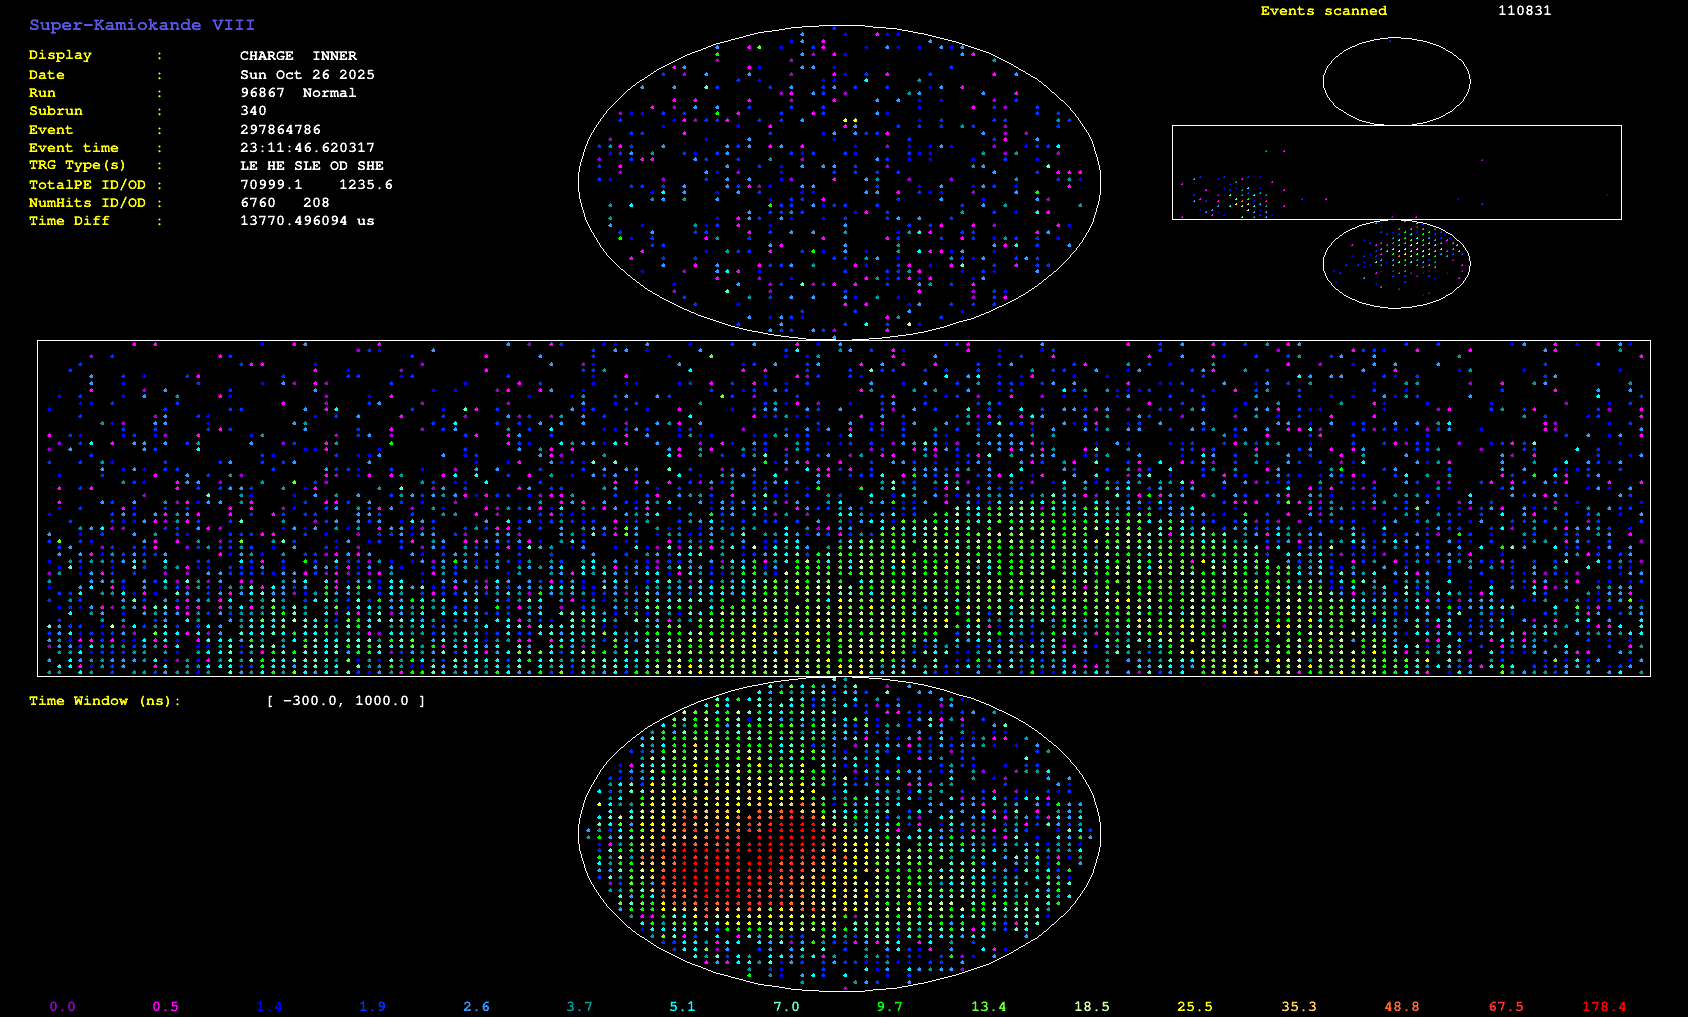 Super-Kamiokande VIII
Events scanned 110831
Display : CHARGE INNER
Date : Sun Oct 26 2025
Run : 96867 Normal
Subrun : 340
Event : 297864786
Event time : 23:11:46.620317
TRG Type(s) : LE HE SLE OD SHE
TotalPE ID/OD : 70999.1 1235.6
NumHits ID/OD : 6760 208
Time Diff : 13770.496094 us
Time Window (ns): [ -300.0, 1000.0 ]
0.0 0.5 1.4 1.9 2.6 3.7 5.1 7.0 9.7 13.4 18.5 25.5 35.3 48.8 67.5 178.4